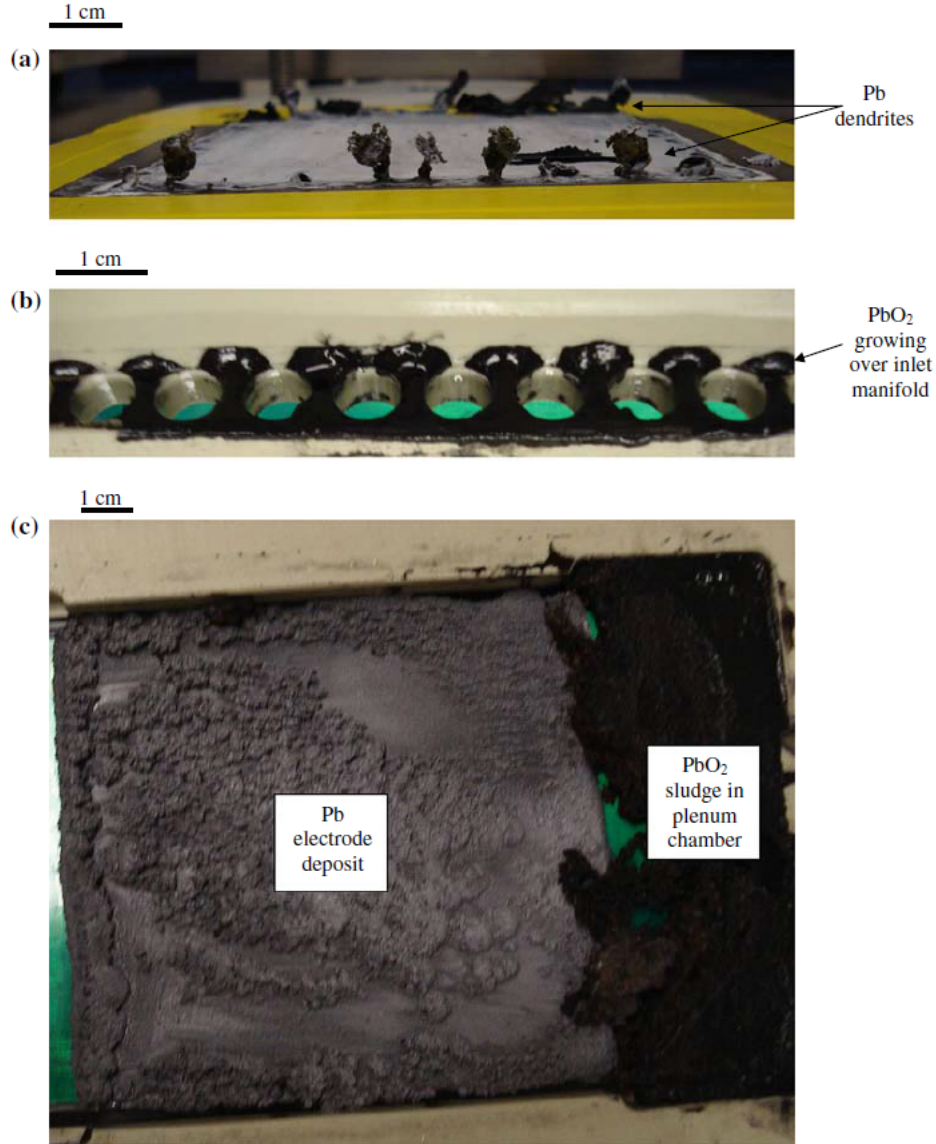 1 cm
(a)
Pb
dendrites
1 cm
(b)
PbO₂
growing
over inlet
manifold
1 cm
(c)
Pb
electrode
deposit
PbO₂
sludge in
plenum
chamber